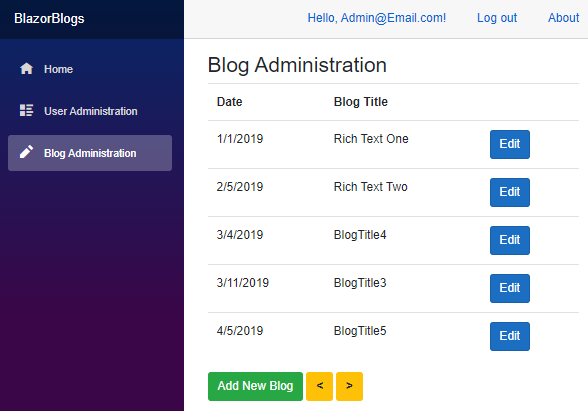 BlazorBlogs
Hello, Admin@Email.com! Log out About
Home
User Administration
Blog Administration
Blog Administration
Date Blog Title
1/1/2019 Rich Text One Edit
2/5/2019 Rich Text Two Edit
3/4/2019 BlogTitle4 Edit
3/11/2019 BlogTitle3 Edit
4/5/2019 BlogTitle5 Edit
Add New Blog < >